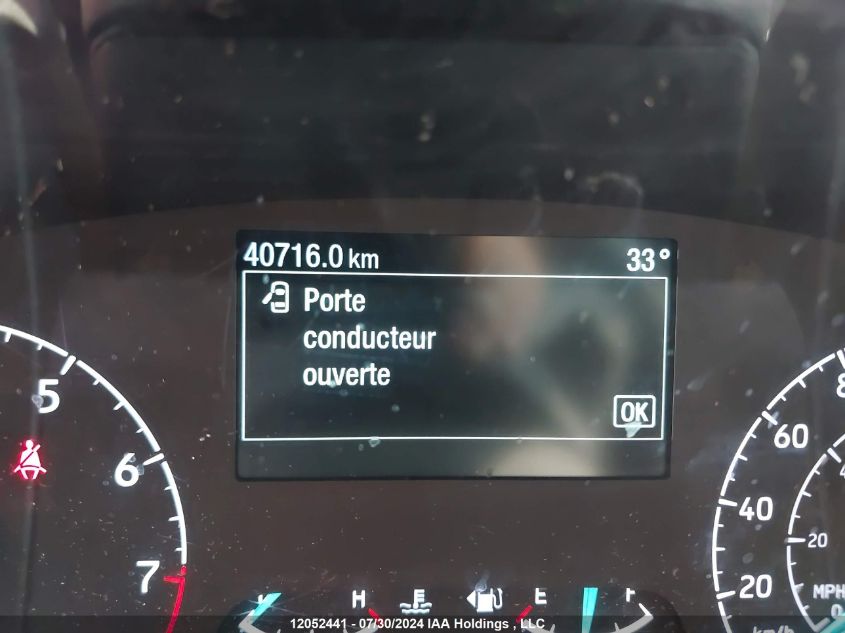 40716.0 km 33°
Porte
conducteur
ouverte
OK
5
6
7
60
40
20
20
MPH
km/h
H E
12052441 - 07/30/2024 IAA Holdings , LLC